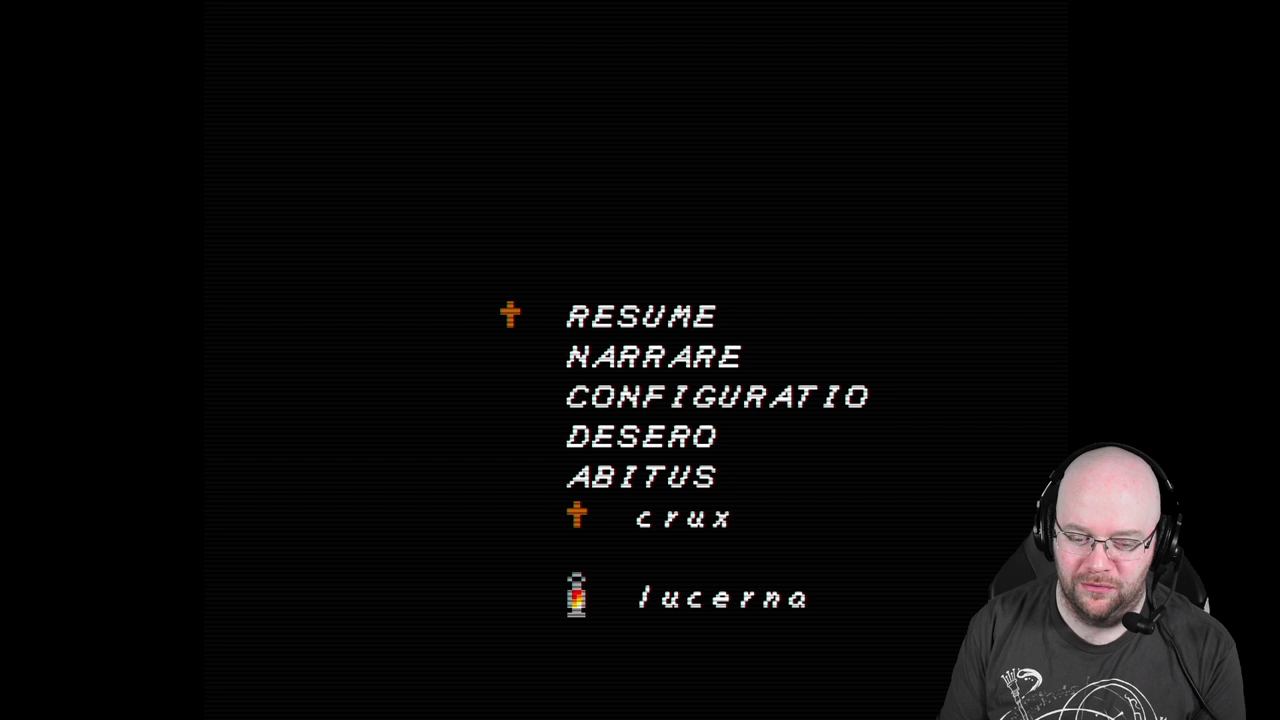 RESUME
NARRARE
CONFIGURATIO
DESERO
ABITUS
crux
lucerna